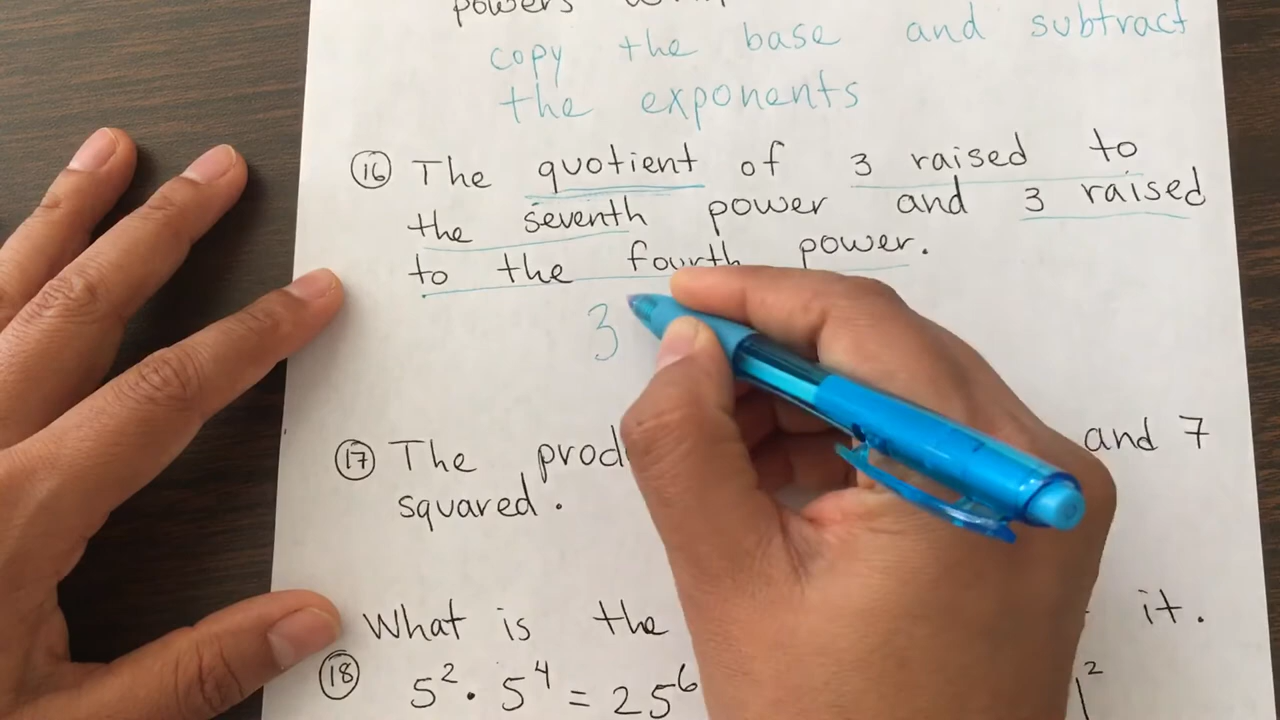 powers
copy the base and subtract
the exponents
16 The quotient of 3 raised to
the seventh power and 3 raised
to the fourth power.
3
17 The and 7
squared.
What is the it.
18 5² · 5⁴ = 25⁶ ²